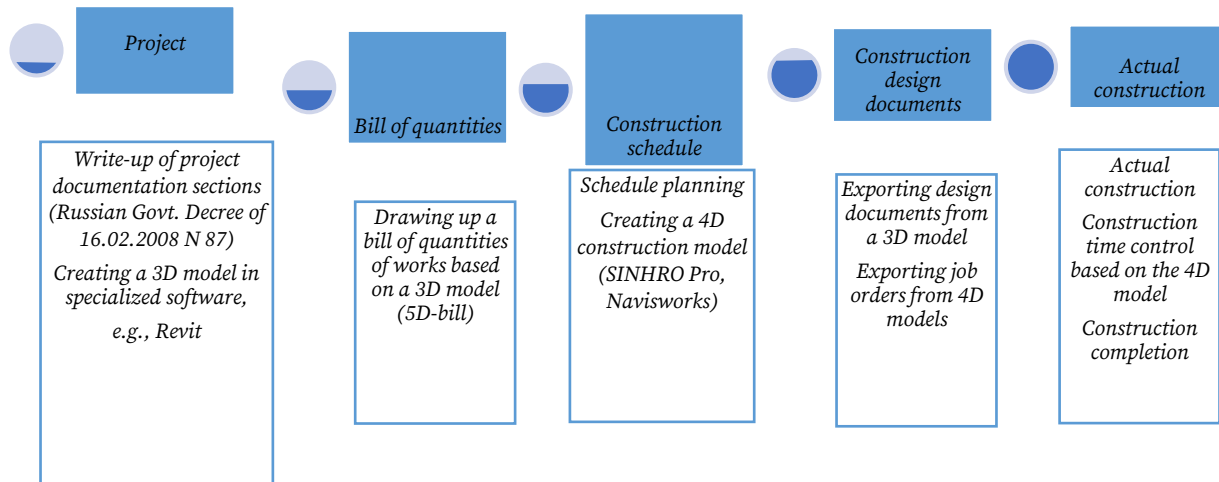 Project
Write-up of project
documentation sections
(Russian Govt. Decree of
16.02.2008 N 87)
Creating a 3D model in
specialized software,
e.g., Revit
Bill of quantities
Drawing up a
bill of quantities
of works based
on a 3D model
(5D-bill)
Construction
schedule
Schedule planning
Creating a 4D
construction model
(SINHRO Pro,
Navisworks)
Construction
design
documents
Exporting design
documents from
a 3D model
Exporting job
orders from 4D
models
Actual
construction
Actual
construction
Construction
time control
based on the 4D
model
Construction
completion